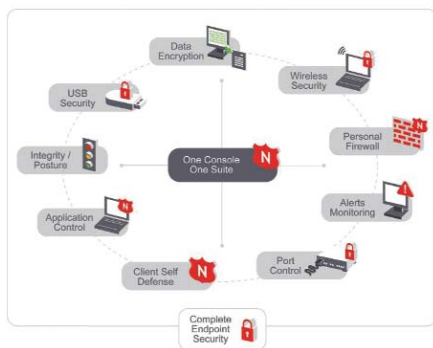 Data
Encryption
Wireless
Security
USB
Security
Personal
Firewall
N
Integrity /
Posture
One Console
One Suite
N
Alerts
Monitoring
Application
Control
N
Client Self
Defense
N
Port
Control
Complete
Endpoint
Security